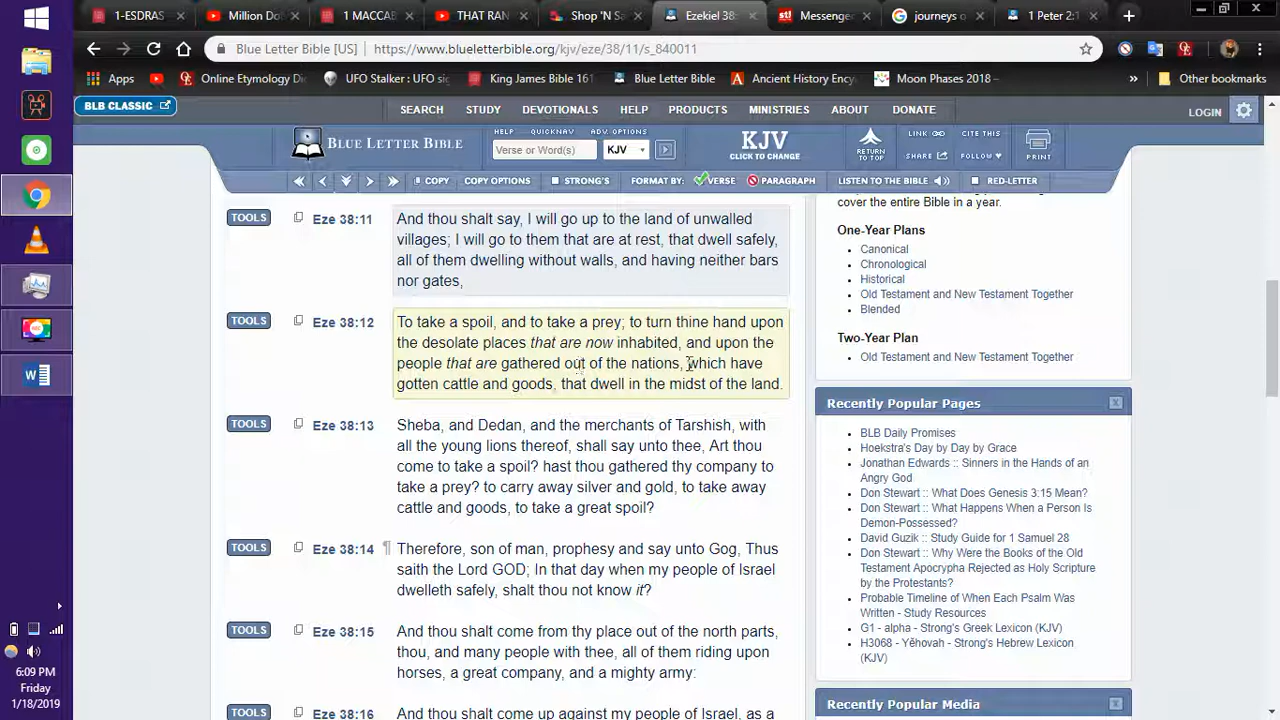 1-ESDRAS
Million Dol
1 MACCAB
THAT RAN
Shop 'N Sa
Ezekiel 38:
Messenger
journeys o
1 Peter 2:1
Blue Letter Bible [US]
https://www.blueletterbible.org/kjv/eze/38/11/s_840011
Apps
Online Etymology Di
UFO Stalker : UFO si
King James Bible 161
Blue Letter Bible
Ancient History Ency
Moon Phases 2018 –
»
Other bookmarks
BLB CLASSIC
SEARCH
STUDY
DEVOTIONALS
HELP
PRODUCTS
MINISTRIES
ABOUT
DONATE
LOGIN
BLUE LETTER BIBLE
HELP
QUICKNAV
ADV. OPTIONS
Verse or Word(s)
KJV
KJV
CLICK TO CHANGE
RETURN
TO TOP
LINK
CITE THIS
SHARE
FOLLOW
PRINT
COPY
COPY OPTIONS
STRONG'S
FORMAT BY:
VERSE
PARAGRAPH
LISTEN TO THE BIBLE
RED-LETTER
TOOLS
Eze 38:11
And thou shalt say, I will go up to the land of unwalled
villages; I will go to them that are at rest, that dwell safely,
all of them dwelling without walls, and having neither bars
nor gates,
TOOLS
Eze 38:12
To take a spoil, and to take a prey; to turn thine hand upon
the desolate places that are now inhabited, and upon the
people that are gathered out of the nations, which have
gotten cattle and goods, that dwell in the midst of the land.
TOOLS
Eze 38:13
Sheba, and Dedan, and the merchants of Tarshish, with
all the young lions thereof, shall say unto thee, Art thou
come to take a spoil? hast thou gathered thy company to
take a prey? to carry away silver and gold, to take away
cattle and goods, to take a great spoil?
TOOLS
Eze 38:14
¶ Therefore, son of man, prophesy and say unto Gog, Thus
saith the Lord GOD; In that day when my people of Israel
dwelleth safely, shalt thou not know it?
TOOLS
Eze 38:15
And thou shalt come from thy place out of the north parts,
thou, and many people with thee, all of them riding upon
horses, a great company, and a mighty army:
TOOLS
Eze 38:16
And thou shalt come up against my people of Israel, as a
cover the entire Bible in a year.
One-Year Plans
Canonical
Chronological
Historical
Old Testament and New Testament Together
Blended
Two-Year Plan
Old Testament and New Testament Together
Recently Popular Pages
BLB Daily Promises
Hoekstra's Day by Day by Grace
Jonathan Edwards :: Sinners in the Hands of an
Angry God
Don Stewart :: What Does Genesis 3:15 Mean?
Don Stewart :: What Happens When a Person Is
Demon-Possessed?
David Guzik :: Study Guide for 1 Samuel 28
Don Stewart :: Why Were the Books of the Old
Testament Apocrypha Rejected as Holy Scripture
by the Protestants?
Probable Timeline of When Each Psalm Was
Written - Study Resources
G1 - alpha - Strong's Greek Lexicon (KJV)
H3068 - Yĕhovah - Strong's Hebrew Lexicon
(KJV)
Recently Popular Media
6:09 PM
Friday
1/18/2019